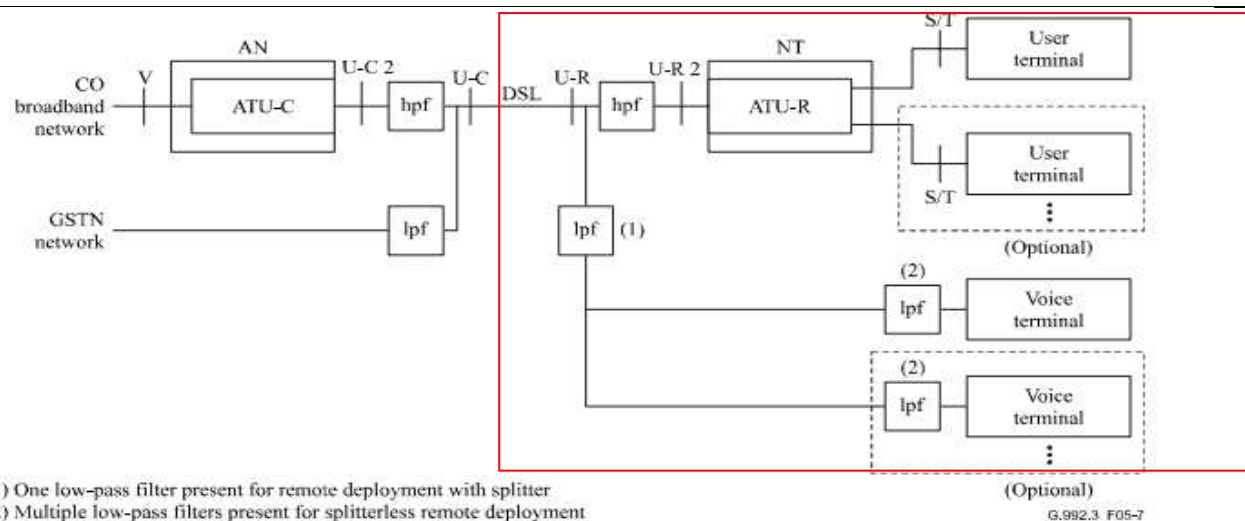 AN
NT
S/T
User
terminal
CO
broadband
network
V
ATU-C
U-C 2
hpf
U-C
DSL
U-R
hpf
U-R 2
ATU-R
User
terminal
S/T
(Optional)
GSTN
network
lpf
lpf
(1)
(2)
lpf
Voice
terminal
(2)
lpf
Voice
terminal
(Optional)
) One low-pass filter present for remote deployment with splitter
) Multiple low-pass filters present for splitterless remote deployment
G.992.3_F05-7